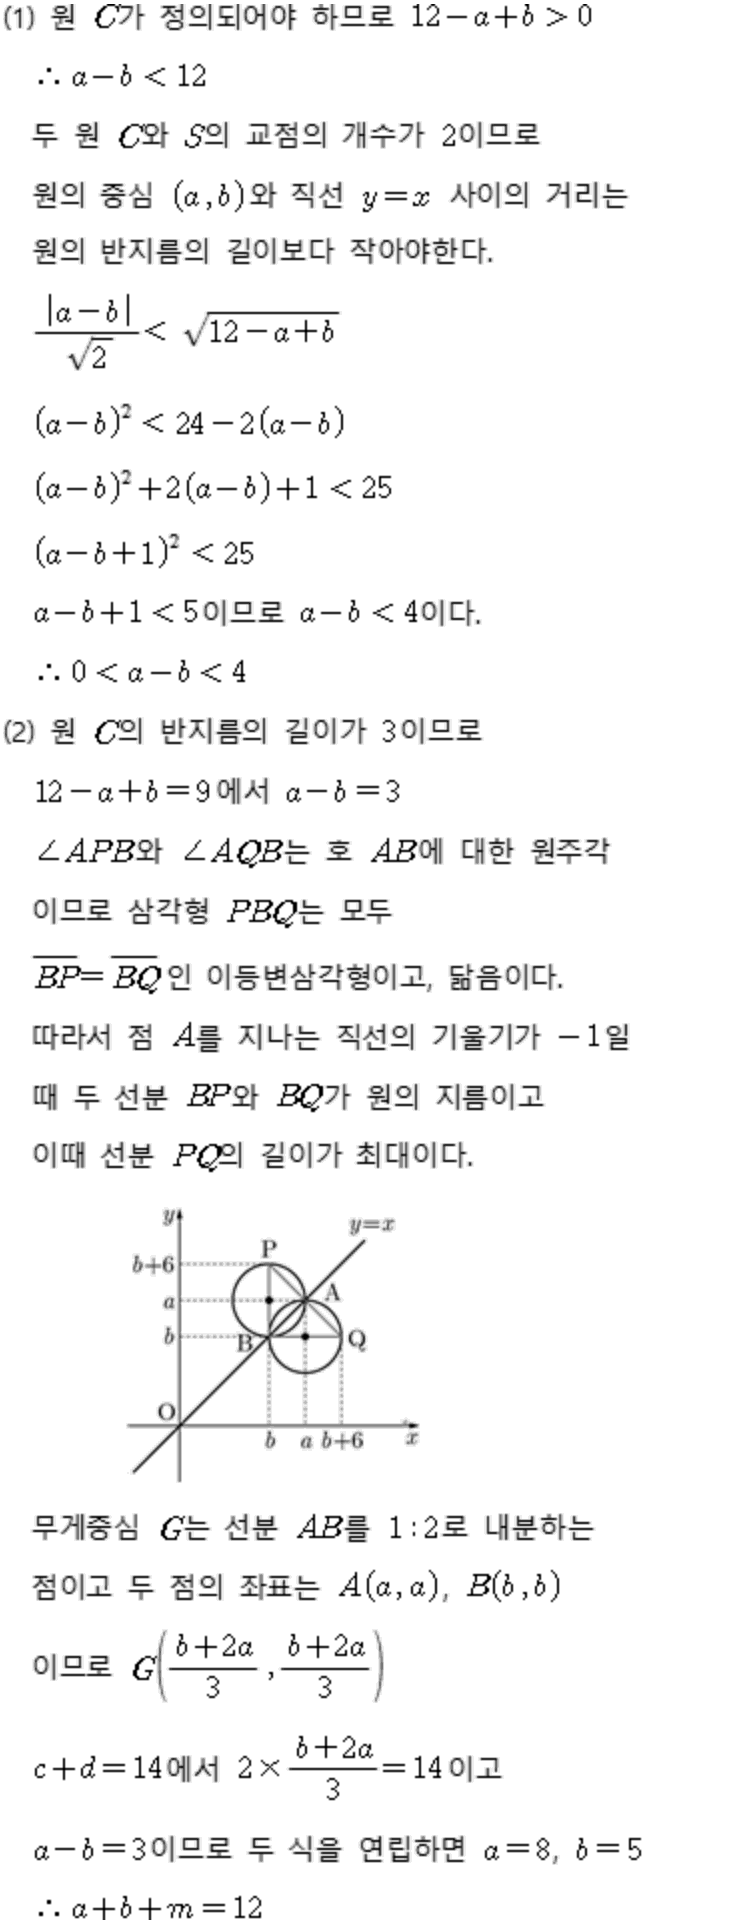 (1) 원 C가 정의되어야 하므로 12-a+b>0
∴ a-b<12
두 원 C와 S의 교점의 개수가 2이므로
원의 중심 (a,b)와 직선 y=x 사이의 거리는
원의 반지름의 길이보다 작아야한다.
|a-b|/√2 < √(12-a+b)
(a-b)²<24-2(a-b)
(a-b)²+2(a-b)+1<25
(a-b+1)²<25
a-b+1<5이므로 a-b<4이다.
∴ 0<a-b<4
(2) 원 C의 반지름의 길이가 3이므로
12-a+b=9에서 a-b=3
∠APB와 ∠AQB는 호 AB에 대한 원주각
이므로 삼각형 PBQ는 모두
B̅P̅=B̅Q̅인 이등변삼각형이고, 닮음이다.
따라서 점 A를 지나는 직선의 기울기가 -1일
때 두 선분 BP와 BQ가 원의 지름이고
이때 선분 PQ의 길이가 최대이다.
y
y=x
P
b+6
a
A
b
B
Q
O
b a b+6 x
무게중심 G는 선분 AB를 1:2로 내분하는
점이고 두 점의 좌표는 A(a,a), B(b,b)
이므로 G((b+2a)/3, (b+2a)/3)
c+d=14에서 2×(b+2a)/3=14이고
a-b=3이므로 두 식을 연립하면 a=8, b=5
∴ a+b+m=12